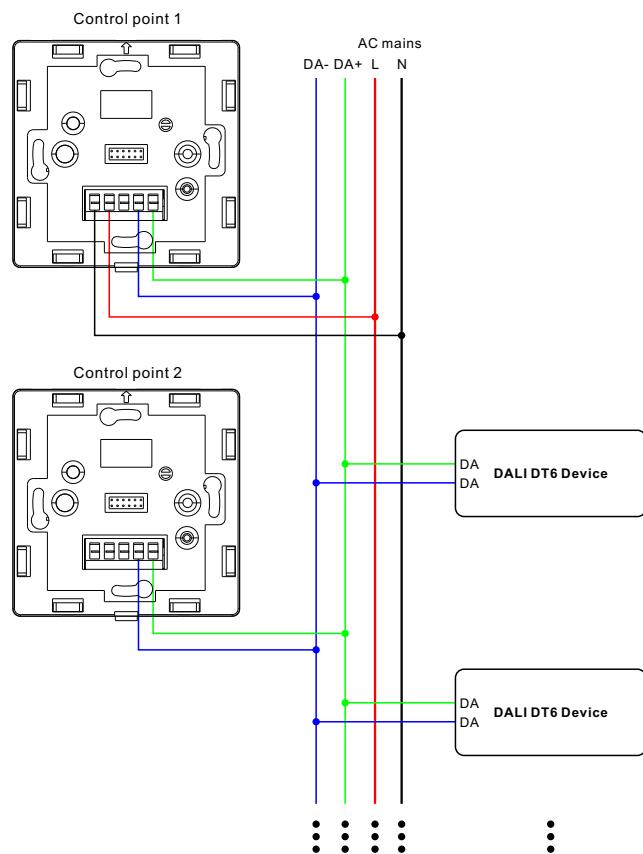 Control point 1
AC mains
DA- DA+ L N
Control point 2
DA
DA
DALI DT6 Device
DA
DA
DALI DT6 Device